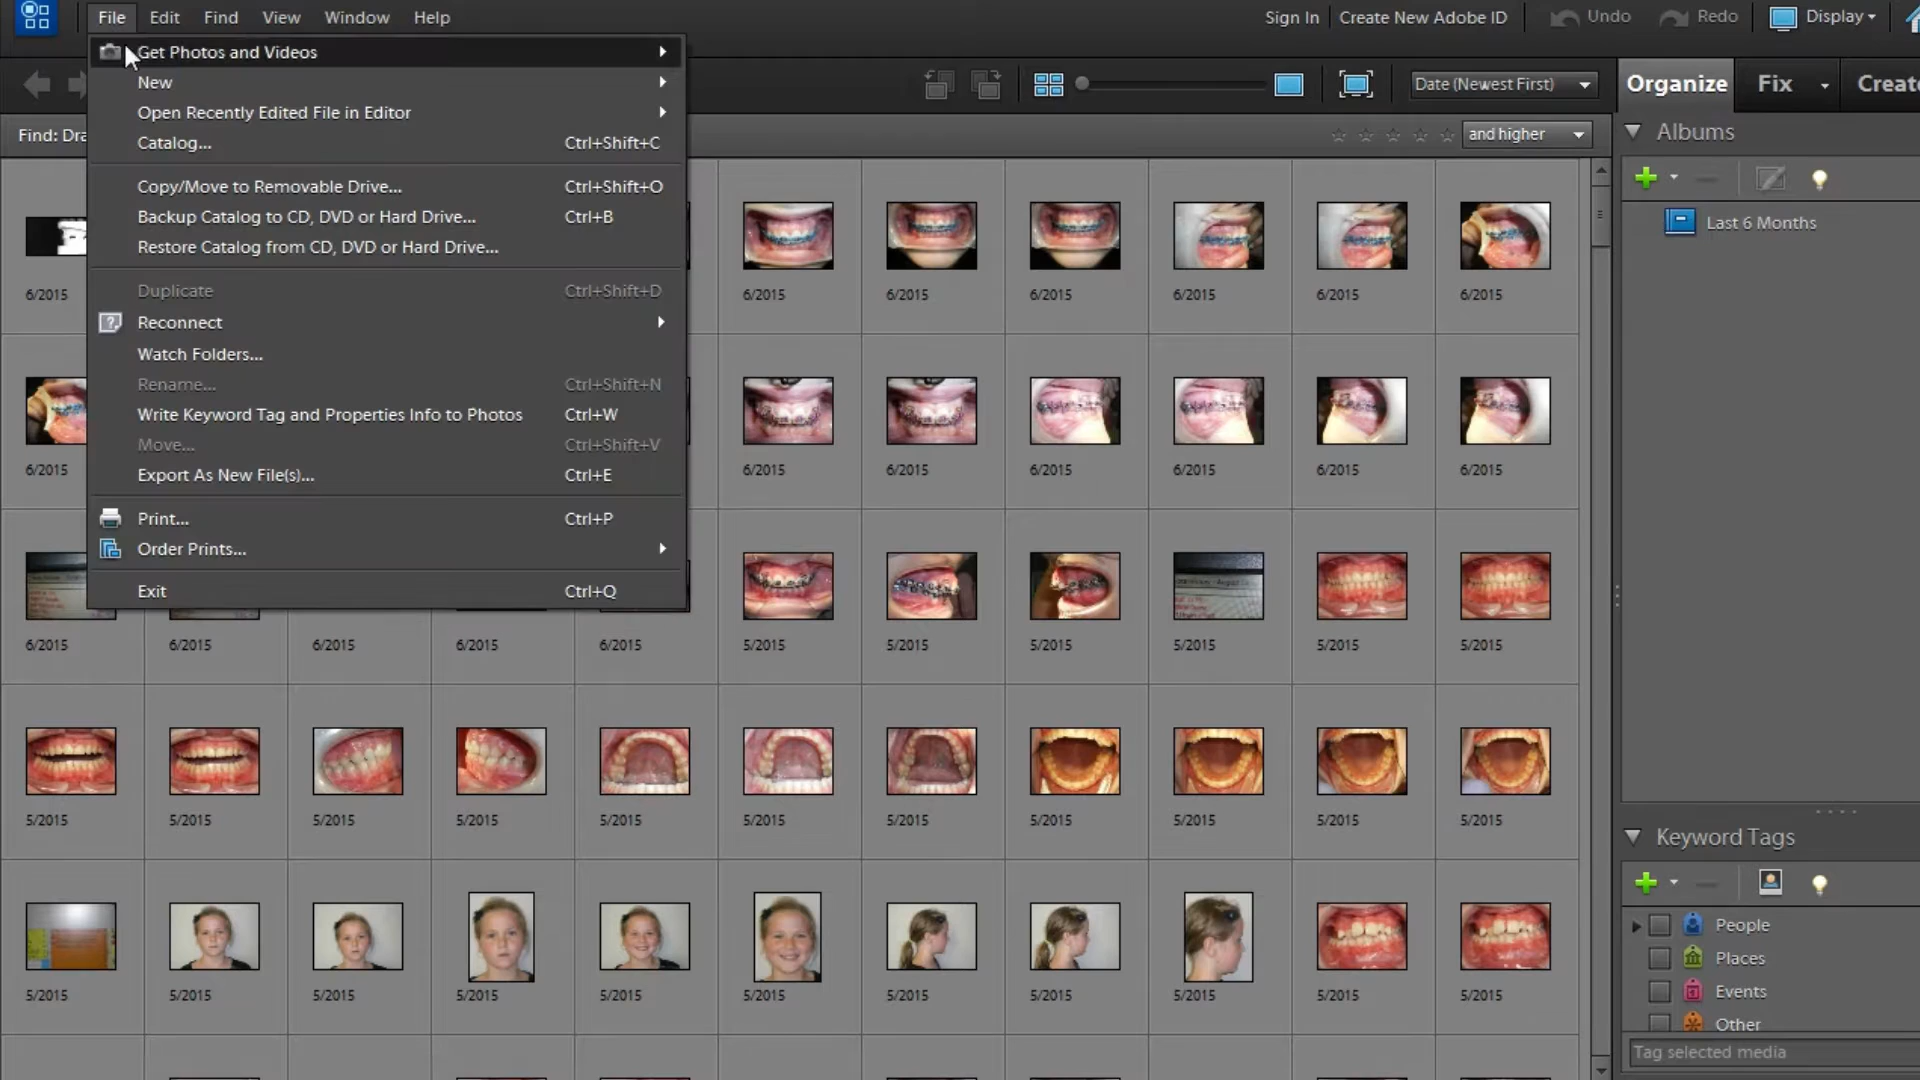 File Edit Find View Window Help
Sign In Create New Adobe ID Undo Redo Display
Get Photos and Videos
New
Open Recently Edited File in Editor
Catalog... Ctrl+Shift+C
Copy/Move to Removable Drive... Ctrl+Shift+O
Backup Catalog to CD, DVD or Hard Drive... Ctrl+B
Restore Catalog from CD, DVD or Hard Drive...
Duplicate Ctrl+Shift+D
Reconnect
Watch Folders...
Rename... Ctrl+Shift+N
Write Keyword Tag and Properties Info to Photos Ctrl+W
Move... Ctrl+Shift+V
Export As New File(s)... Ctrl+E
Print... Ctrl+P
Order Prints...
Exit Ctrl+Q
Date (Newest First)
Organize Fix Create
Find: Dra
and higher
Albums
Last 6 Months
6/2015 6/2015 6/2015 6/2015 6/2015 6/2015 6/2015
6/2015 6/2015 6/2015 6/2015 6/2015 6/2015 6/2015
6/2015 6/2015 6/2015 6/2015 6/2015 5/2015 5/2015 5/2015 5/2015 5/2015 5/2015
5/2015 5/2015 5/2015 5/2015 5/2015 5/2015 5/2015 5/2015 5/2015 5/2015 5/2015
5/2015 5/2015 5/2015 5/2015 5/2015 5/2015 5/2015 5/2015 5/2015 5/2015 5/2015
Keyword Tags
People
Places
Events
Other
Tag selected media